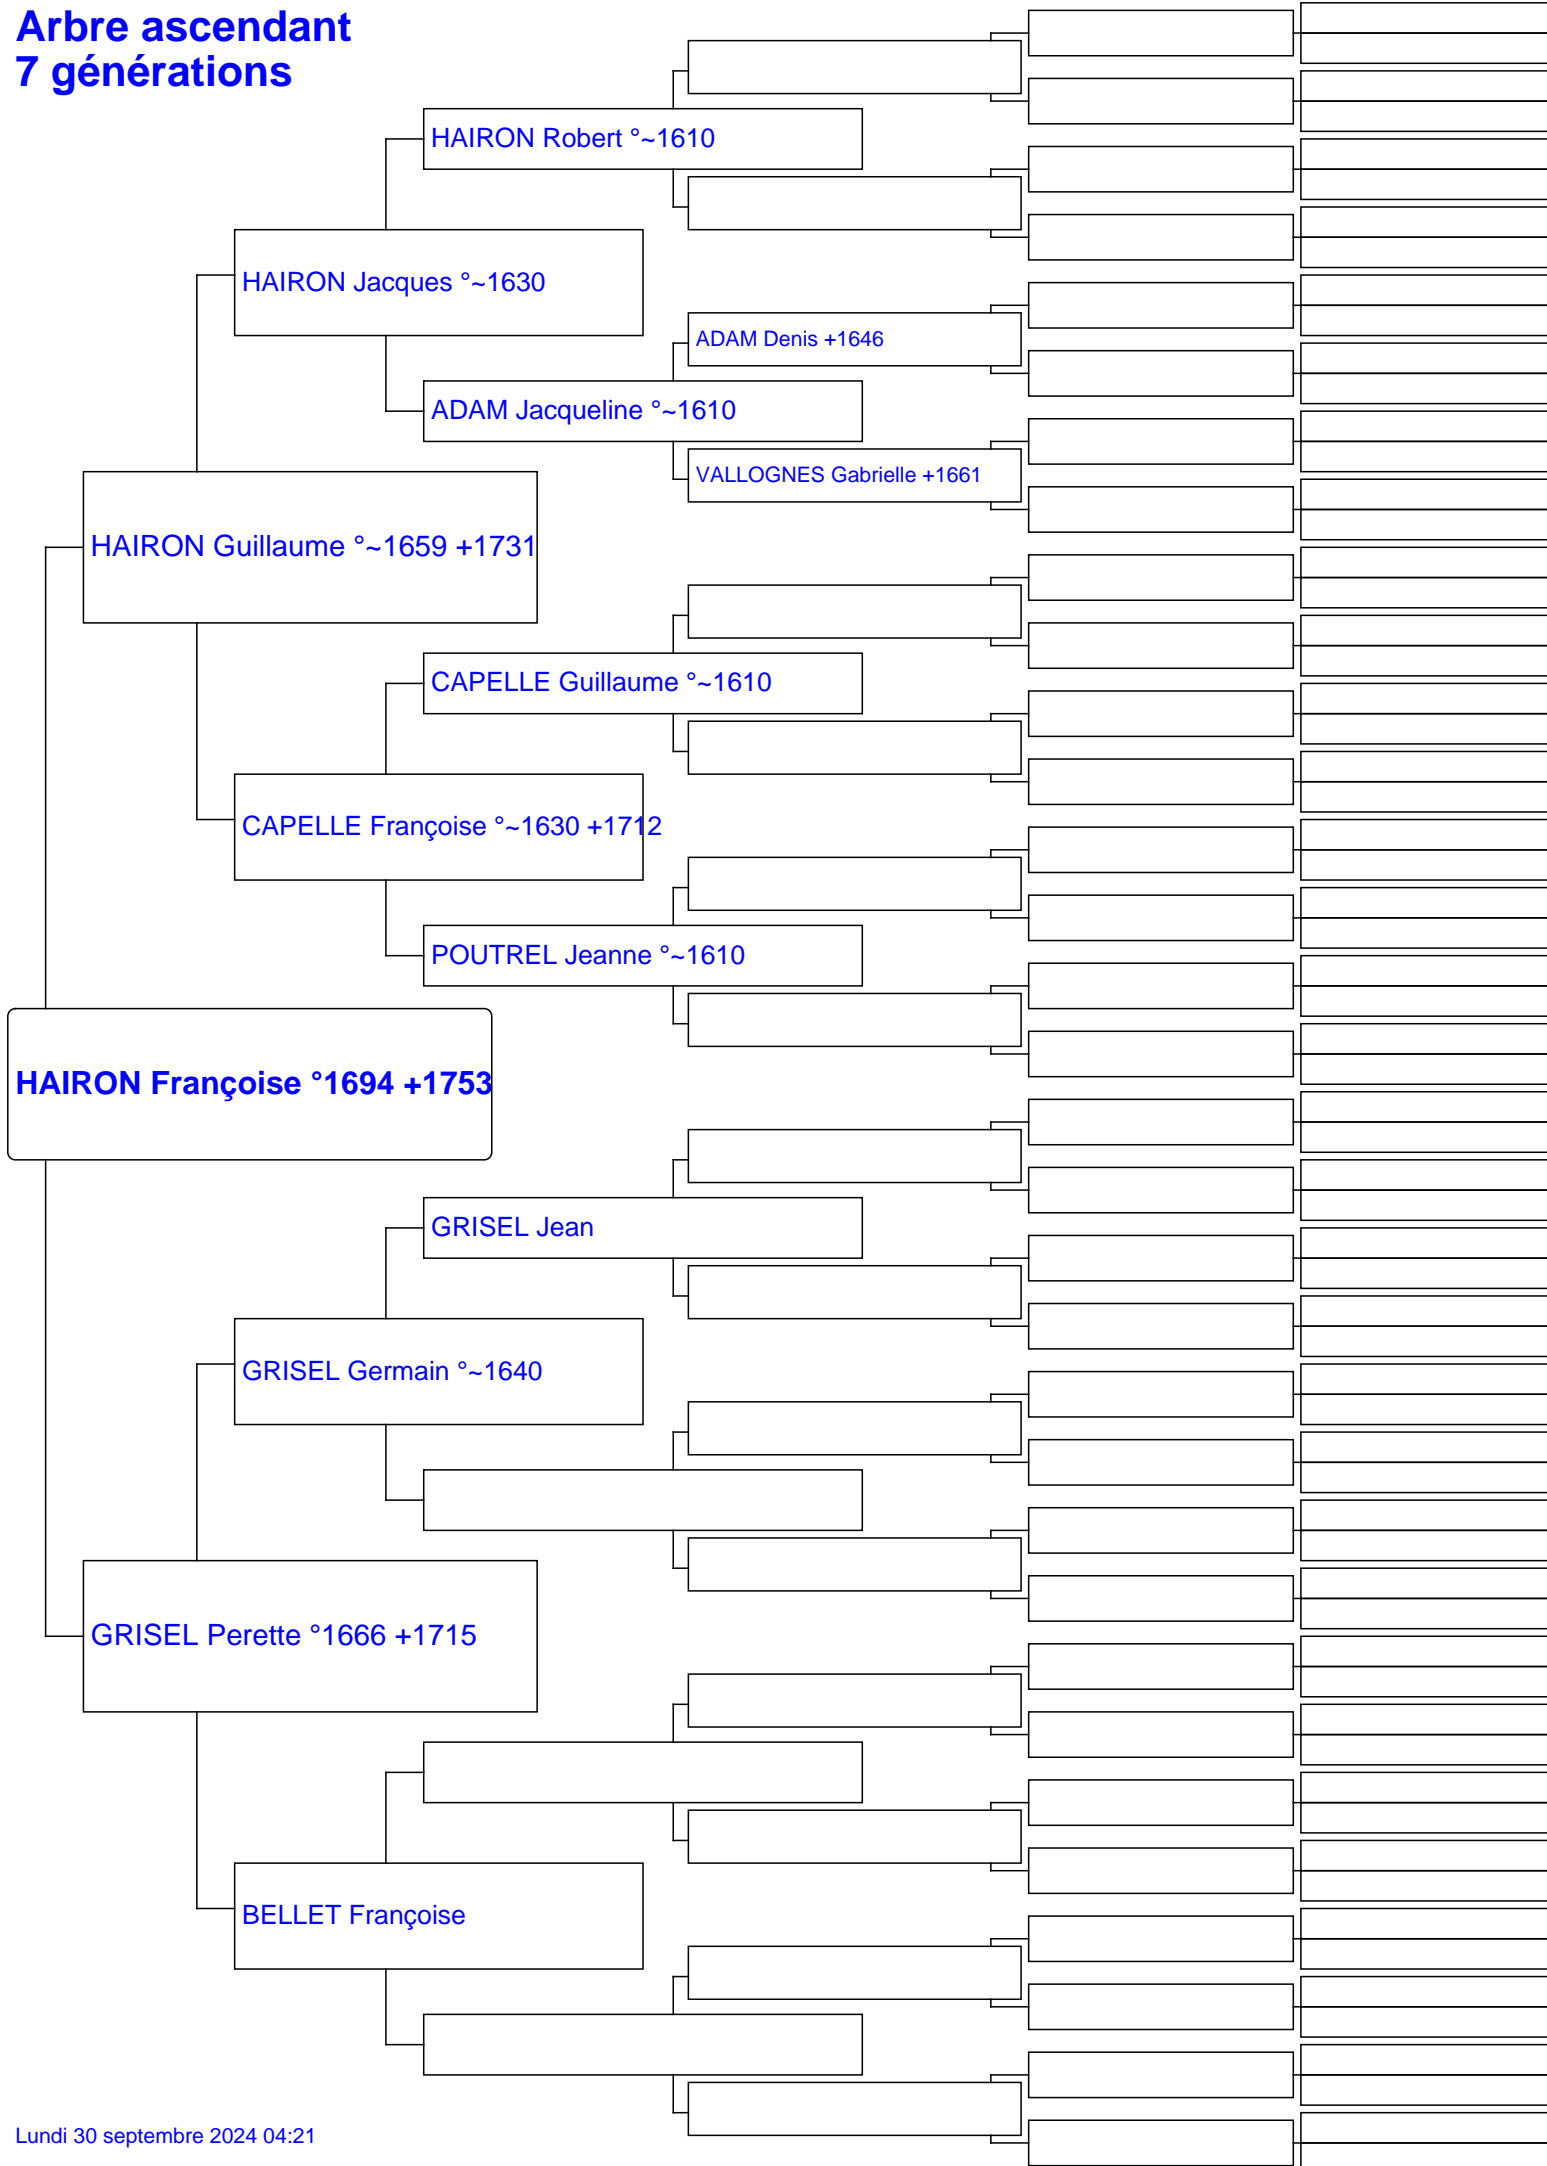 Arbre ascendant
7 générations
HAIRON Robert °~1610
HAIRON Jacques °~1630
ADAM Denis +1646
ADAM Jacqueline °~1610
VALLOGNES Gabrielle +1661
HAIRON Guillaume °~1659 +1731
CAPELLE Guillaume °~1610
CAPELLE Françoise °~1630 +1712
POUTREL Jeanne °~1610
HAIRON Françoise °1694 +1753
GRISEL Jean
GRISEL Germain °~1640
GRISEL Perette °1666 +1715
BELLET Françoise
Lundi 30 septembre 2024 04:21